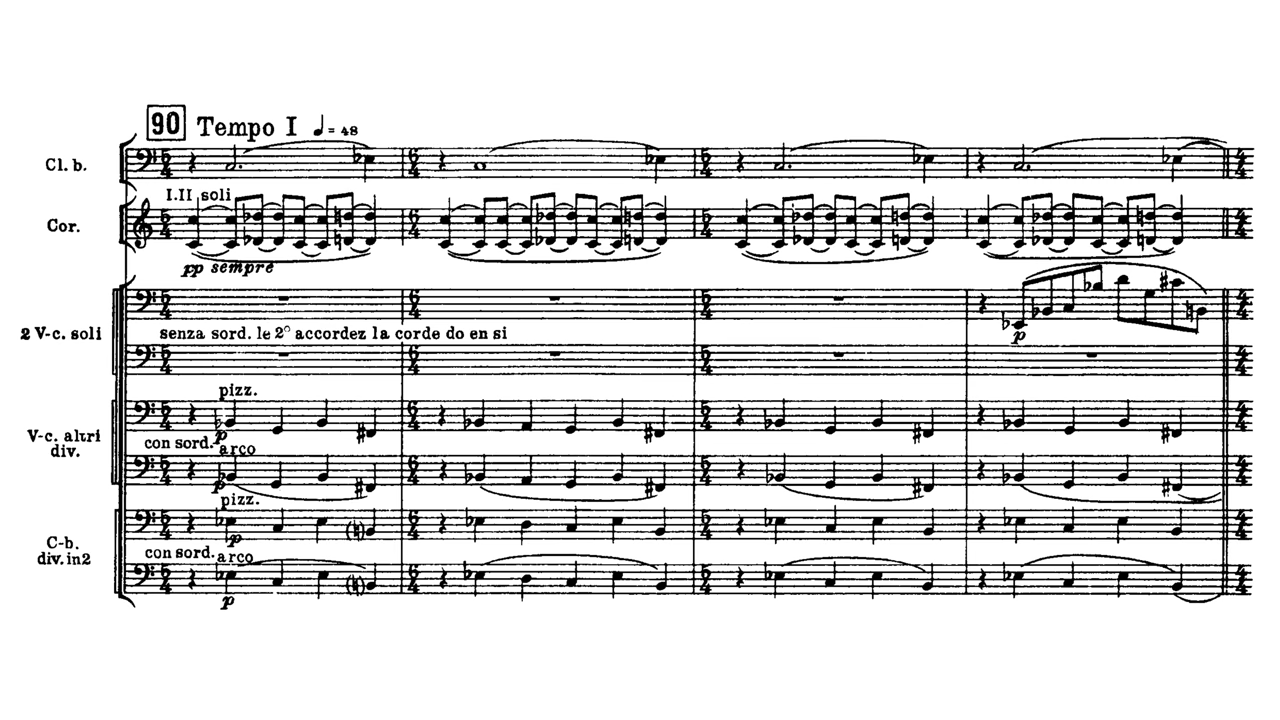 90 Tempo I ♩= 48
Cl. b.
I.II soli
Cor.
pp sempre
2 V-c. soli
senza sord. le 2° accordez la corde do en si
p
pizz.
V-c. altri
div.
p
con sord. arco
p
pizz.
C-b.
div. in 2
p
con sord. arco
p